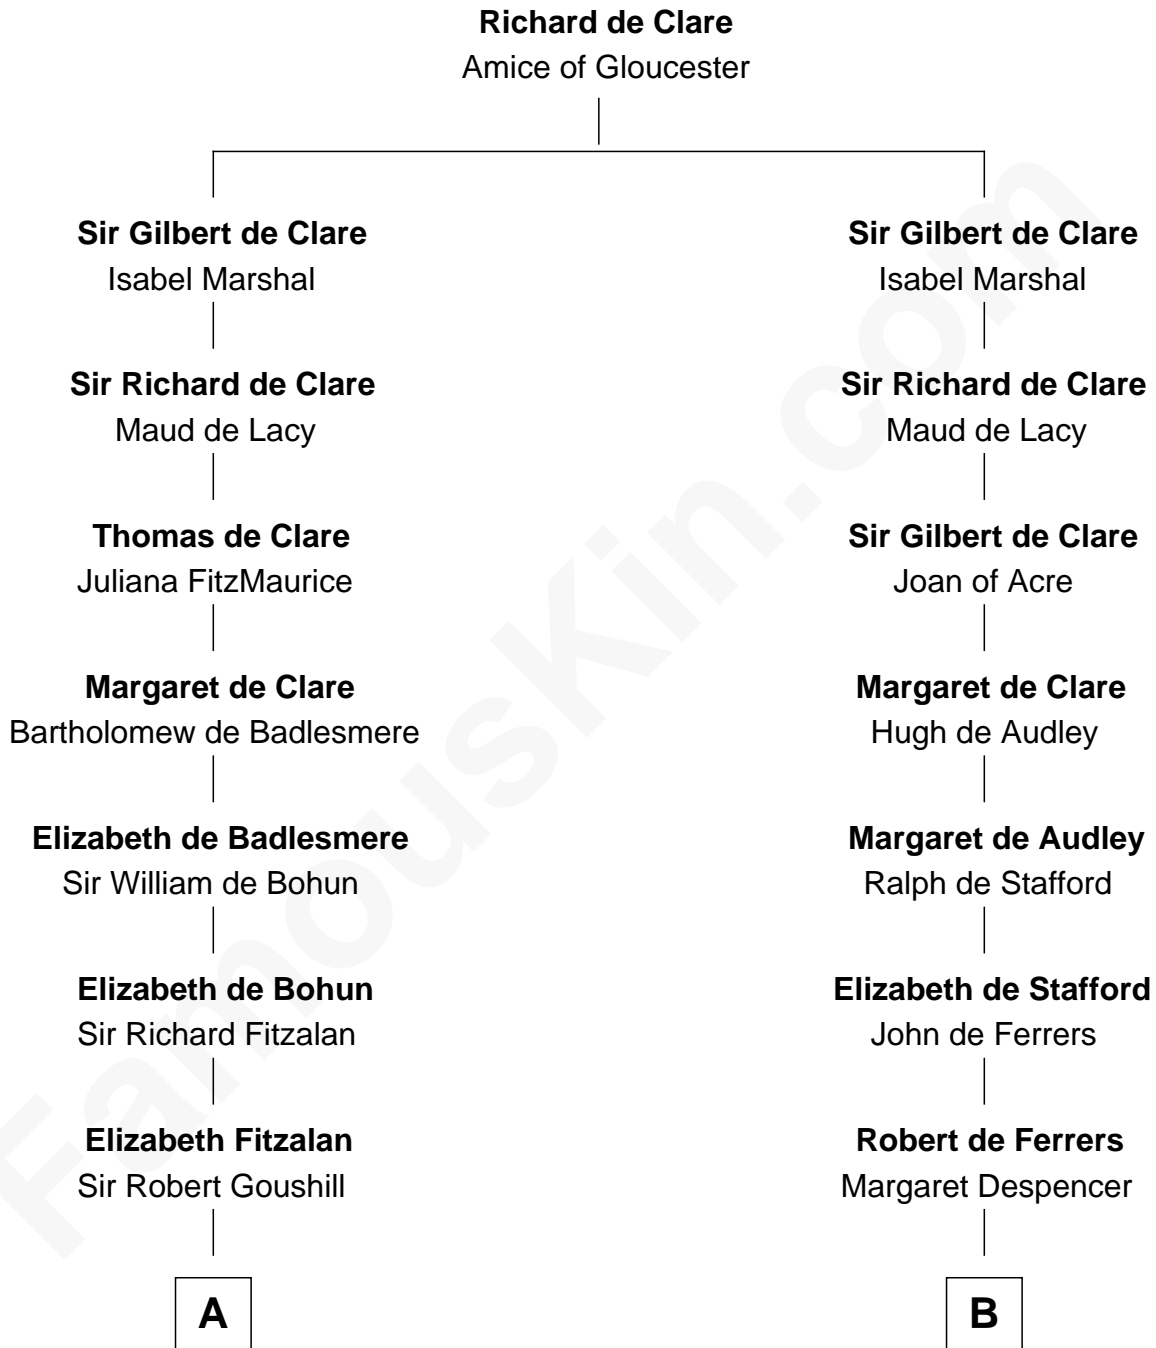 Richard de Clare
Amice of Gloucester
Sir Gilbert de Clare
Isabel Marshal
Sir Richard de Clare
Maud de Lacy
Thomas de Clare
Juliana FitzMaurice
Margaret de Clare
Bartholomew de Badlesmere
Elizabeth de Badlesmere
Sir William de Bohun
Elizabeth de Bohun
Sir Richard Fitzalan
Elizabeth Fitzalan
Sir Robert Goushill
A
Sir Gilbert de Clare
Isabel Marshal
Sir Richard de Clare
Maud de Lacy
Sir Gilbert de Clare
Joan of Acre
Margaret de Clare
Hugh de Audley
Margaret de Audley
Ralph de Stafford
Elizabeth de Stafford
John de Ferrers
Robert de Ferrers
Margaret Despencer
B
FamousKin.com